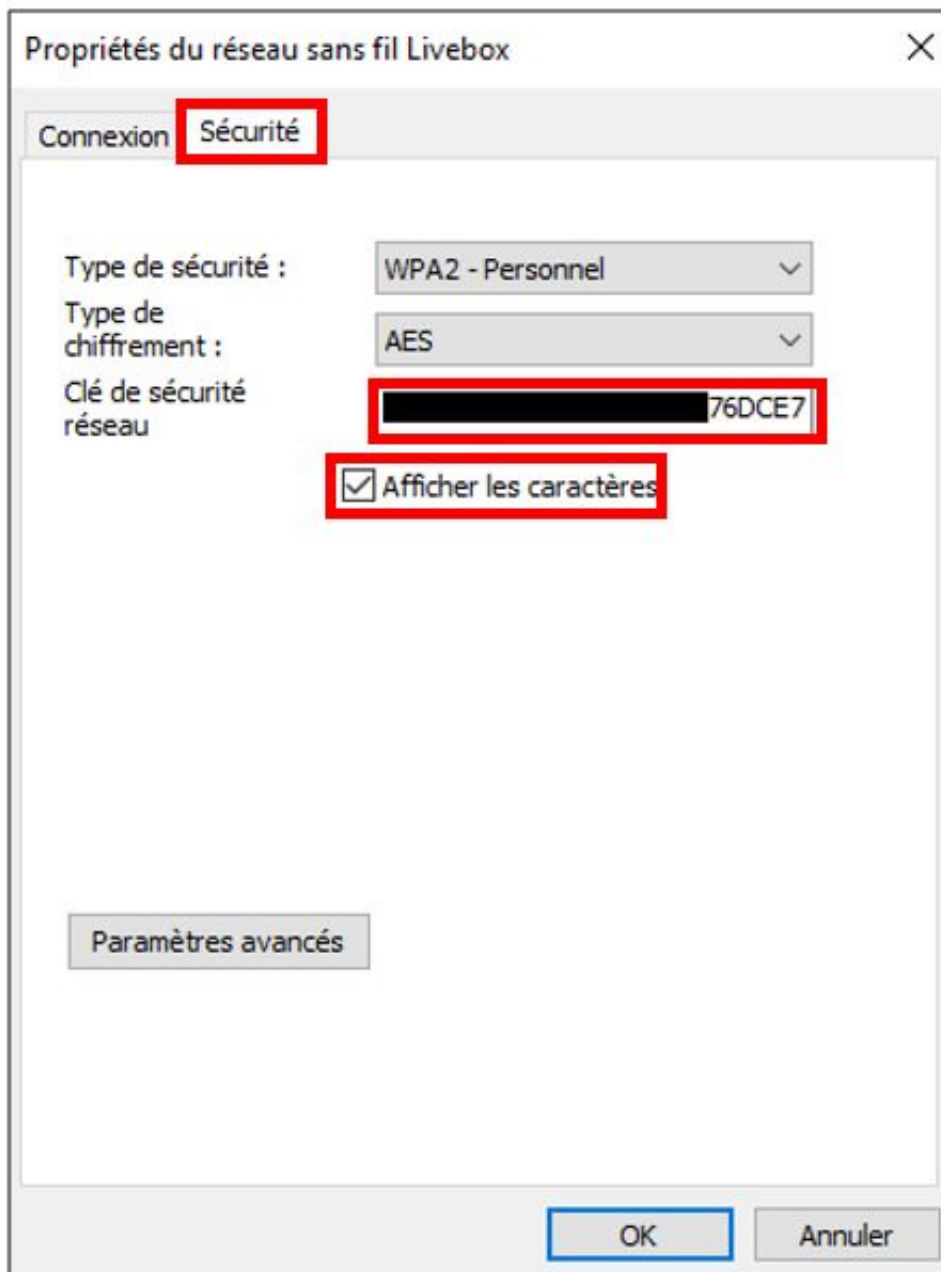 Propriétés du réseau sans fil Livebox
Connexion
Sécurité
Type de sécurité :
WPA2 - Personnel
Type de
chiffrement :
AES
Clé de sécurité
réseau
76DCE7
Afficher les caractères
Paramètres avancés
OK
Annuler